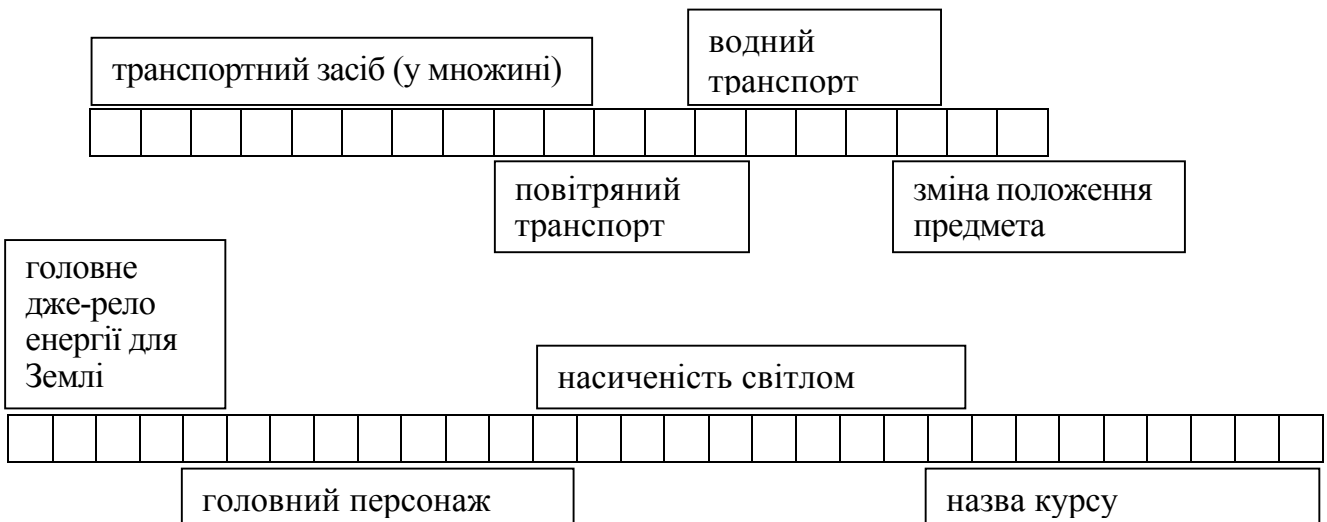 транспортний засіб (у множині)
водний
транспорт
повітряний
транспорт
зміна положення
предмета
головне
дже-рело
енергії для
Землі
насиченість світлом
головний персонаж
назва курсу